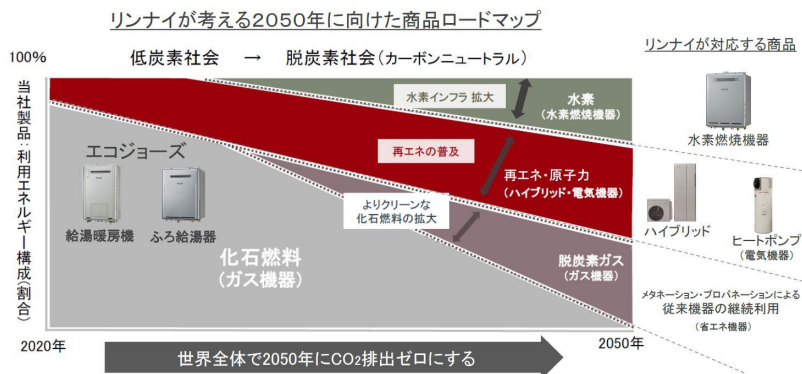 リンナイが考える2050年に向けた商品ロードマップ
100%
低炭素社会 → 脱炭素社会(カーボンニュートラル)
リンナイが対応する商品
当社製品:利用エネルギー構成(割合)
水素インフラ 拡大
水素
(水素燃焼機器)
水素燃焼機器
エコジョーズ
再エネの普及
再エネ・原子力
(ハイブリッド・電気機器)
よりクリーンな
化石燃料の拡大
給湯暖房機
ふろ給湯器
ハイブリッド
ヒートポンプ
(電気機器)
化石燃料
(ガス機器)
脱炭素ガス
(ガス機器)
メタネーション・プロパネーションによる
従来機器の継続利用
(省エネ機器)
2020年
2050年
世界全体で2050年にCO₂排出ゼロにする